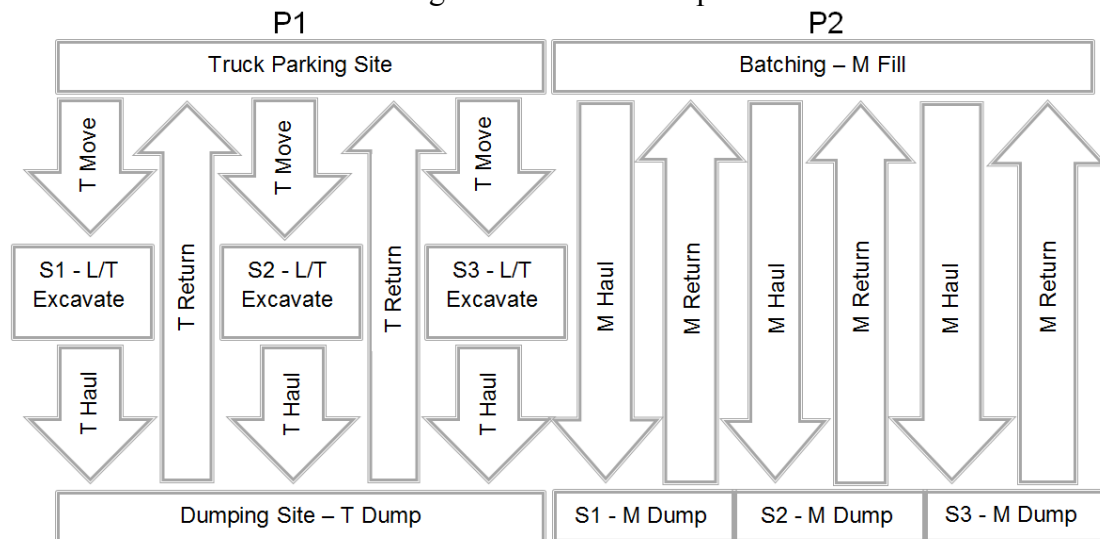 P1
P2
Truck Parking Site
Batching – M Fill
T Move
T Move
T Move
S1 - L/T
Excavate
T Return
S2 - L/T
Excavate
T Return
S3 - L/T
Excavate
M Haul
M Return
M Haul
M Return
M Haul
M Return
T Haul
T Haul
T Haul
Dumping Site – T Dump
S1 - M Dump
S2 - M Dump
S3 - M Dump